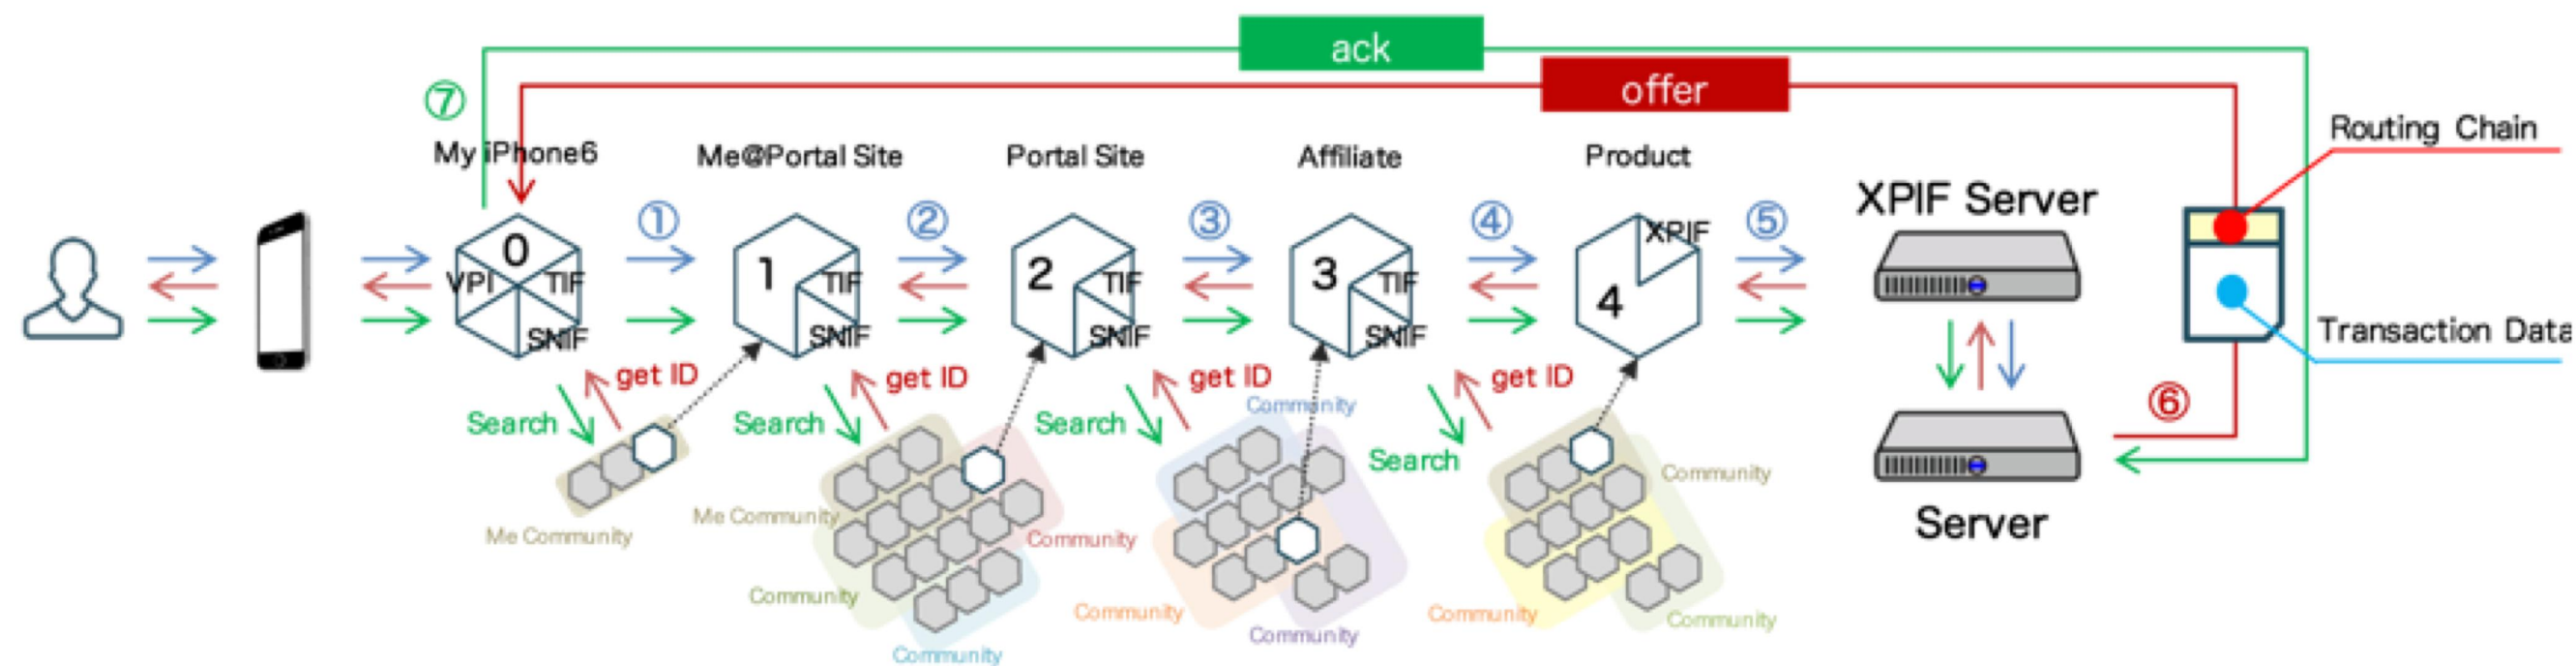 ack
offer
⑦
Routing Chain
My iPhone6
Me@Portal Site
Portal Site
Affiliate
Product
XPIF Server
0
VPI
TIF
SNIF
①
1
TIF
SNIF
②
2
TIF
SNIF
③
3
TIF
SNIF
④
XPIF
4
⑤
Transaction Data
get ID
get ID
get ID
get ID
Search
Search
Search
Search
Community
⑥
Me Community
Me Community
Community
Community
Community
Community
Community
Community
Community
Community
Server